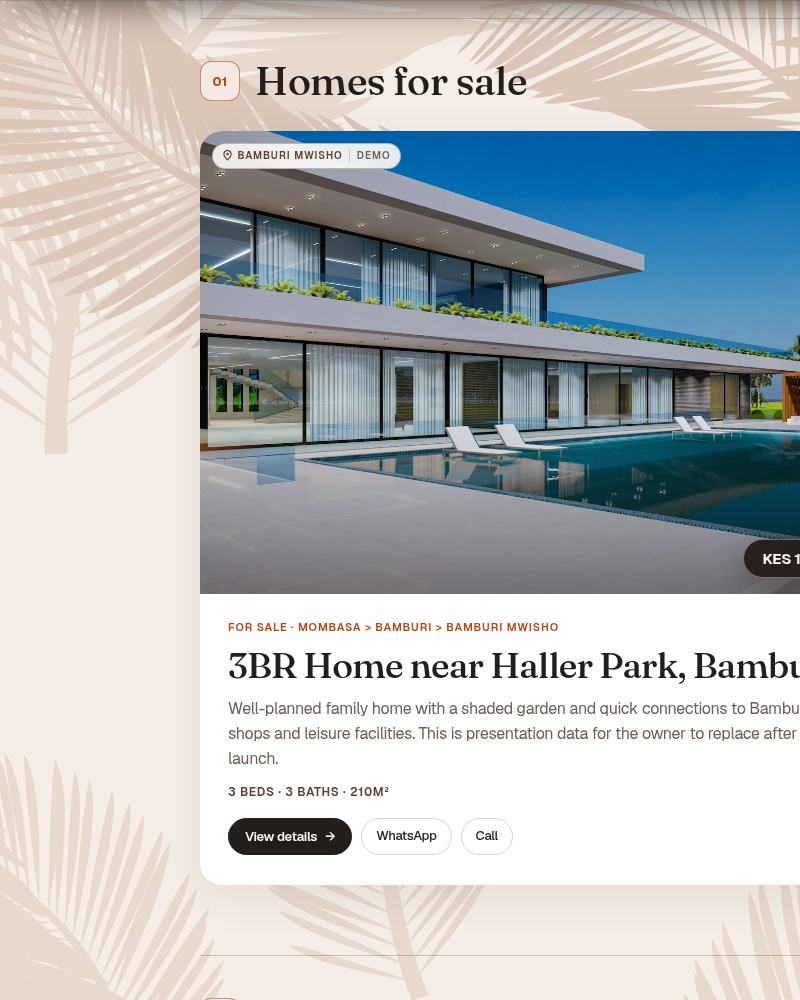 01
Homes for sale
BAMBURI MWISHO DEMO
KES 1
FOR SALE · MOMBASA > BAMBURI > BAMBURI MWISHO
3BR Home near Haller Park, Bambu
Well-planned family home with a shaded garden and quick connections to Bambu
shops and leisure facilities. This is presentation data for the owner to replace after
launch.
3 BEDS · 3 BATHS · 210M²
View details →
WhatsApp
Call